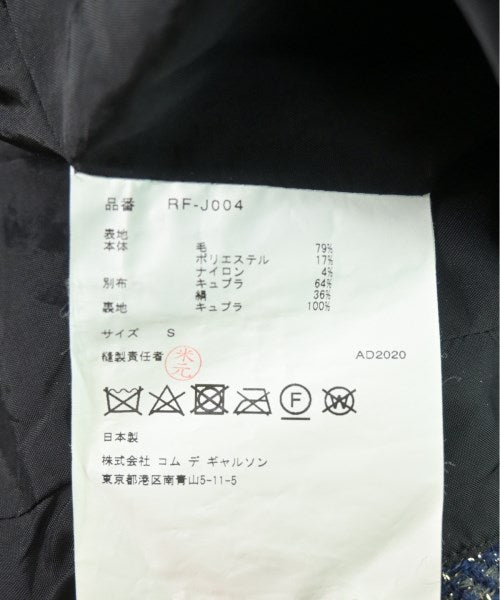 品番 RF-J004
表地
本体 毛 79%
ポリエステル 17%
ナイロン 4%
別布 キュプラ 64%
絹 36%
裏地 キュプラ 100%
サイズ S
縫製責任者 米元 AD2020
F W
日本製
株式会社 コム デ ギャルソン
東京都港区南青山5-11-5